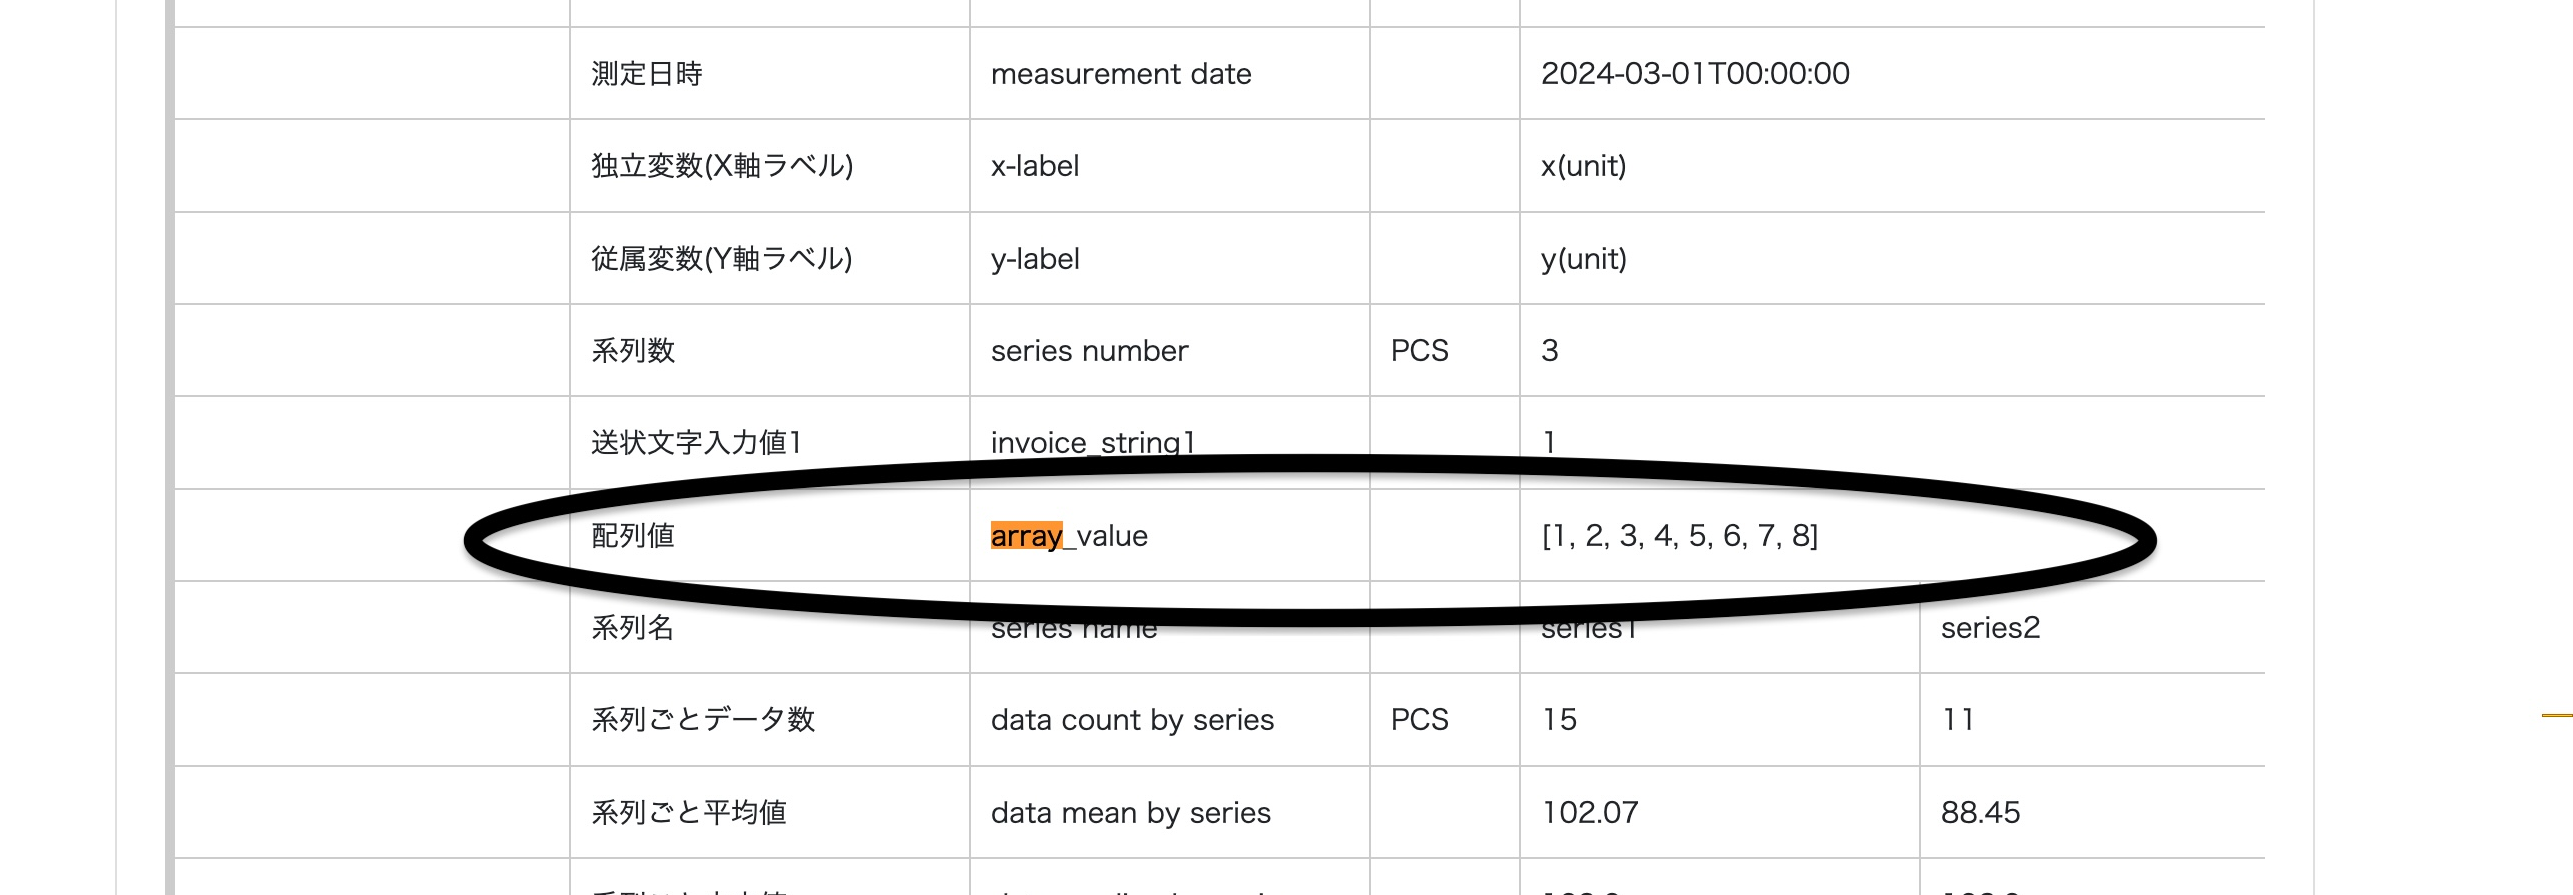 測定日時 measurement date 2024-03-01T00:00:00
独立変数(X軸ラベル) x-label x(unit)
従属変数(Y軸ラベル) y-label y(unit)
系列数 series number PCS 3
送状文字入力値1 invoice_string1 1
配列値 array_value [1, 2, 3, 4, 5, 6, 7, 8]
系列名 series name series1 series2
系列ごとデータ数 data count by series PCS 15 11
系列ごと平均値 data mean by series 102.07 88.45